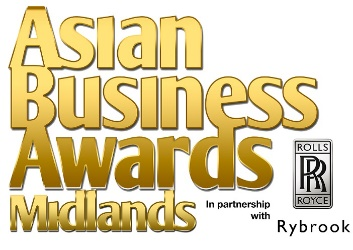 Asian
Business
Awards
Midlands
In partnership
with
ROLLS
RR
ROYCE
Rybrook